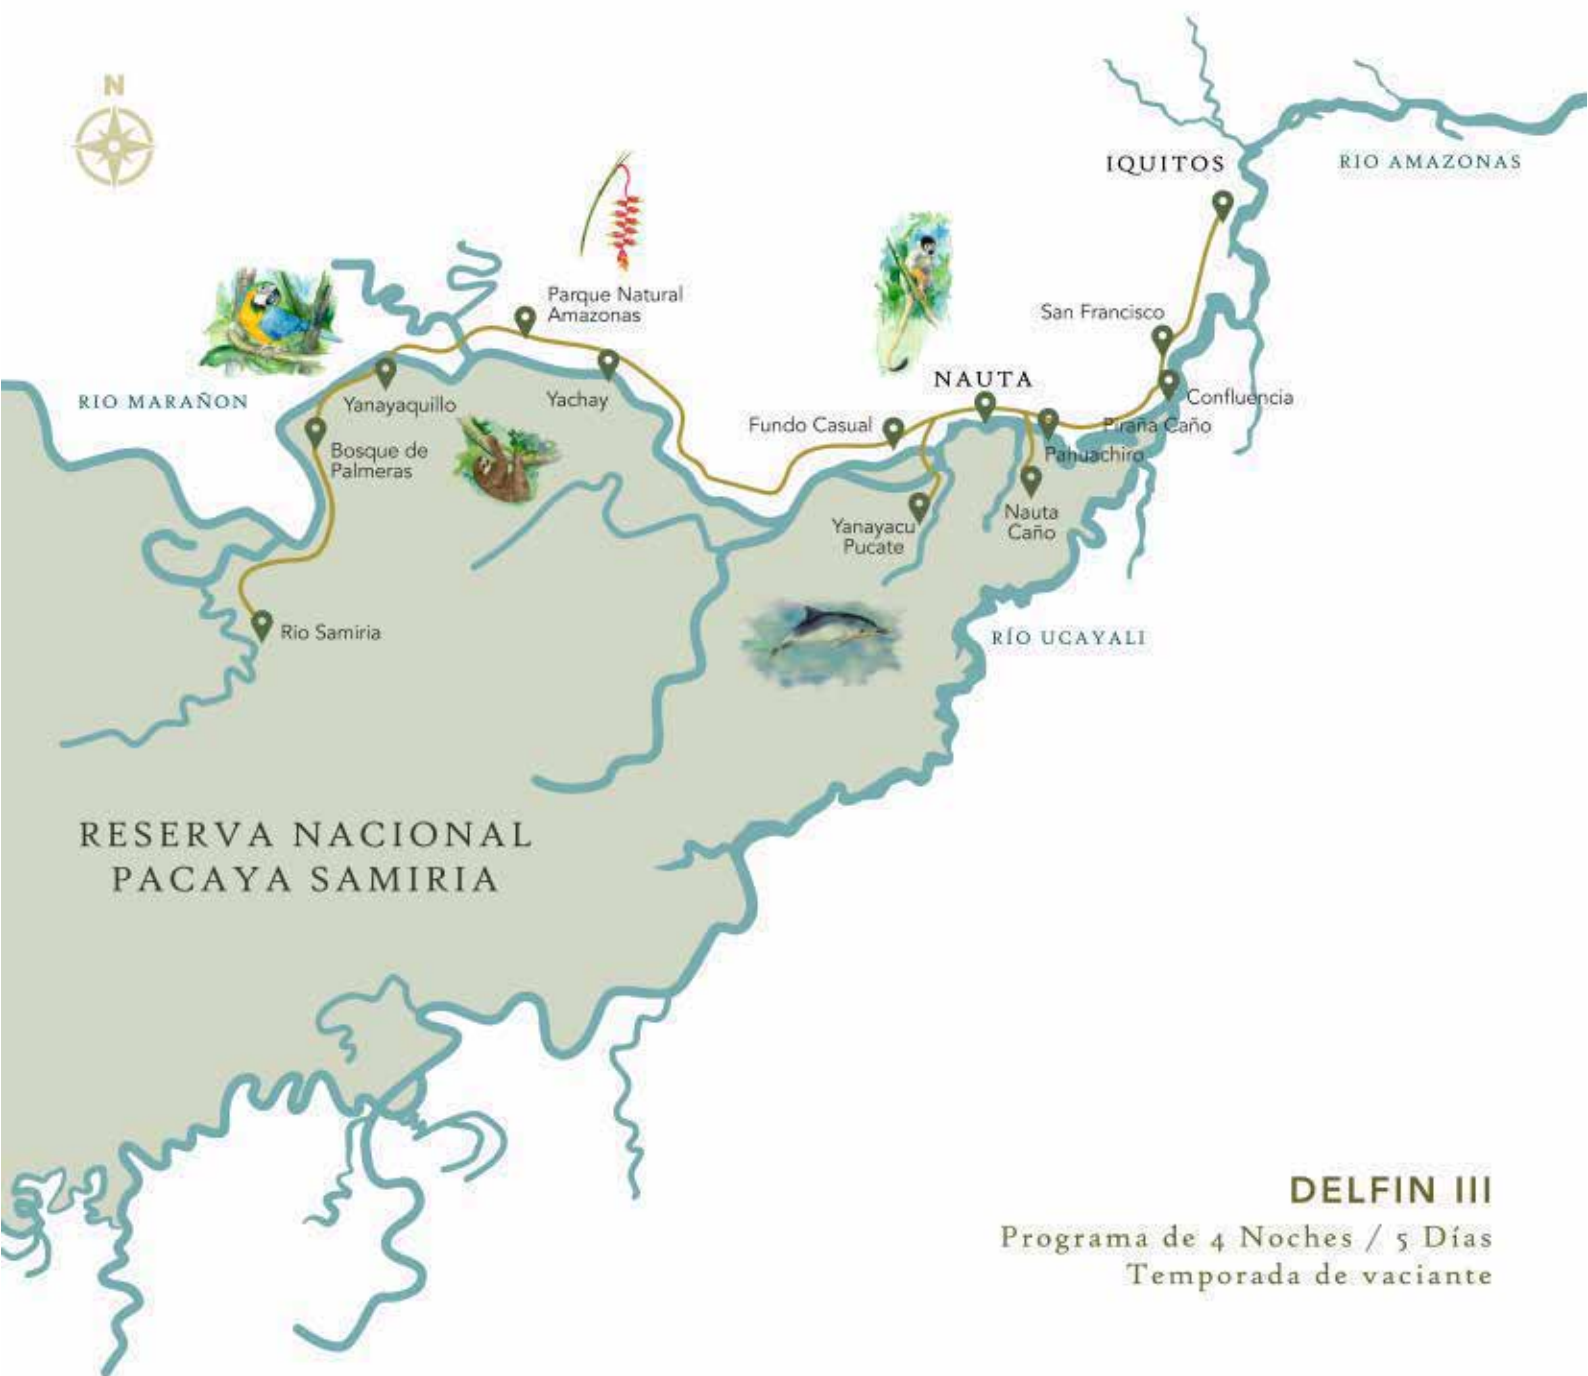 N
IQUITOS
RIO AMAZONAS
Parque Natural
Amazonas
San Francisco
NAUTA
RIO MARAÑON
Yanayaquillo
Yachay
Confluencia
Fundo Casual
Piraña Caño
Bosque de
Palmeras
Pahuachiro
Nauta
Caño
Yanayacu
Pucate
Rio Samiria
RÍO UCAYALI
RESERVA NACIONAL
PACAYA SAMIRIA
DELFIN III
Programa de 4 Noches / 5 Días
Temporada de vaciante